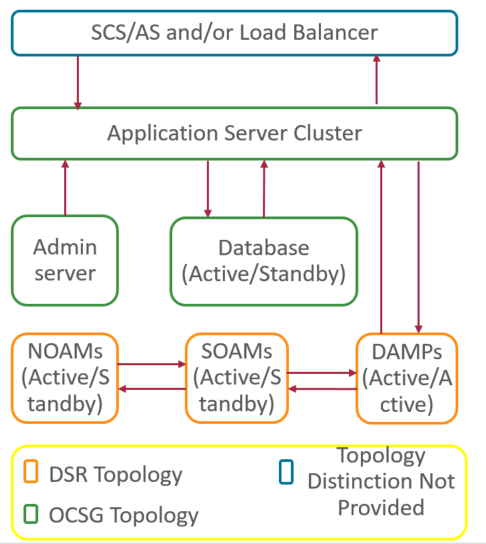 SCS/AS and/or Load Balancer
Application Server Cluster
Admin
server
Database
(Active/Standby)
NOAMs
(Active/S
tandby)
SOAMs
(Active/S
tandby)
DAMPs
(Active/A
ctive)
DSR Topology
OCSG Topology
Topology
Distinction Not
Provided